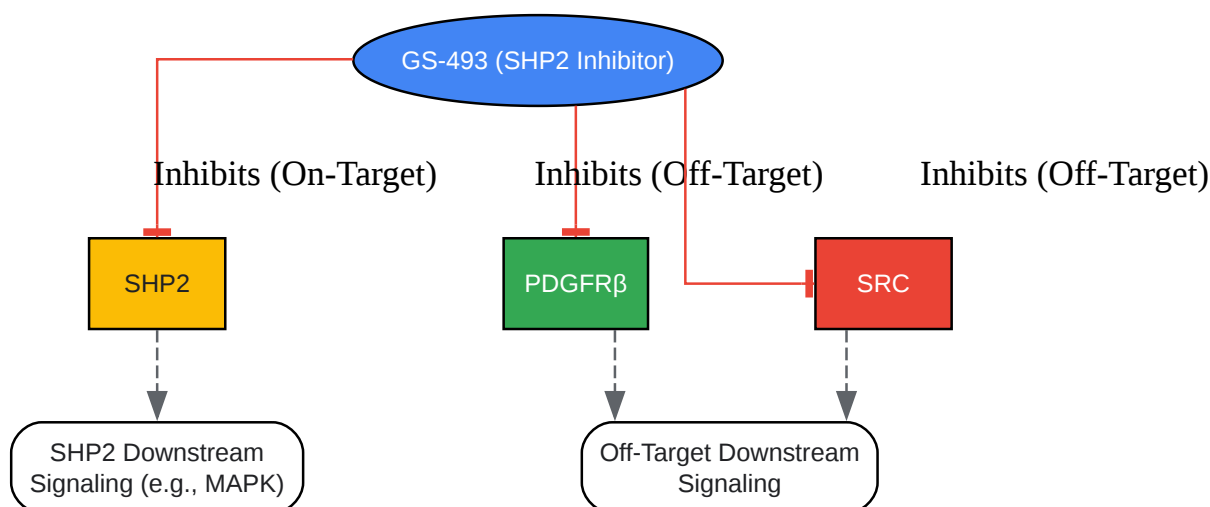 GS-493 (SHP2 Inhibitor)
Inhibits (On-Target)
Inhibits (Off-Target)
Inhibits (Off-Target)
SHP2
PDGFRβ
SRC
SHP2 Downstream
Signaling (e.g., MAPK)
Off-Target Downstream
Signaling